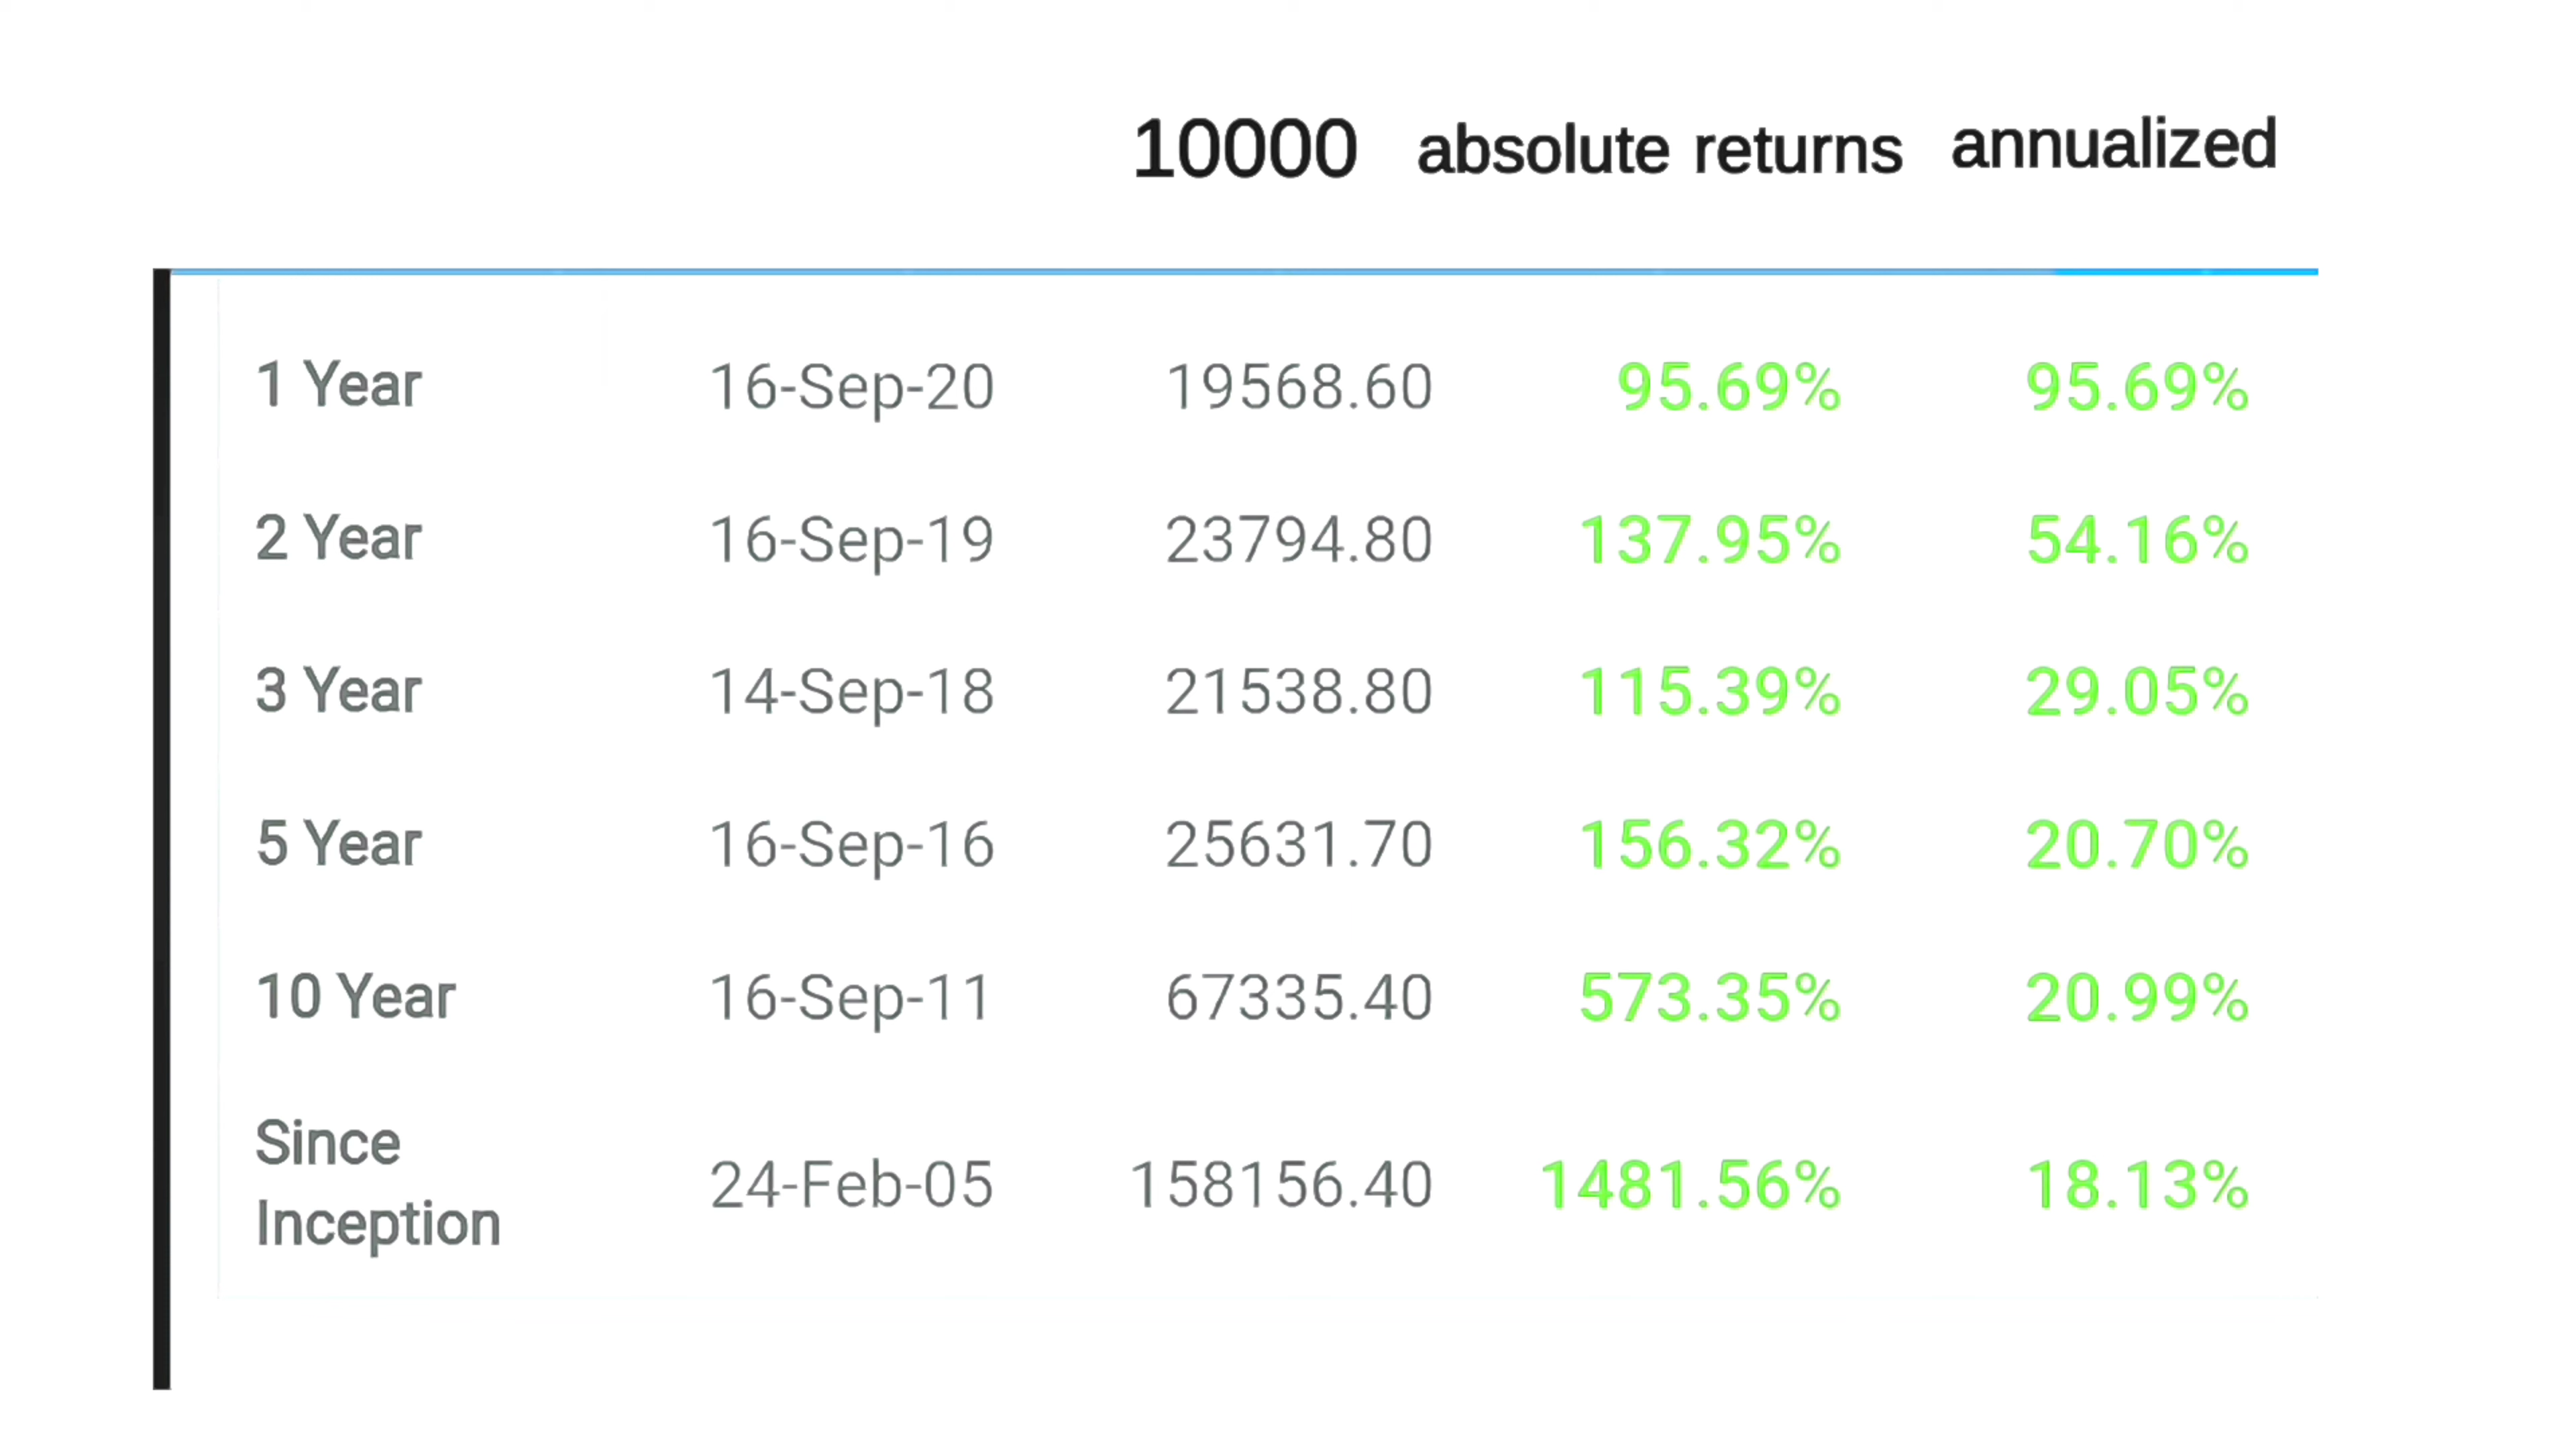 10000 absolute returns annualized
1 Year 16-Sep-20 19568.60 95.69% 95.69%
2 Year 16-Sep-19 23794.80 137.95% 54.16%
3 Year 14-Sep-18 21538.80 115.39% 29.05%
5 Year 16-Sep-16 25631.70 156.32% 20.70%
10 Year 16-Sep-11 67335.40 573.35% 20.99%
Since
Inception 24-Feb-05 158156.40 1481.56% 18.13%